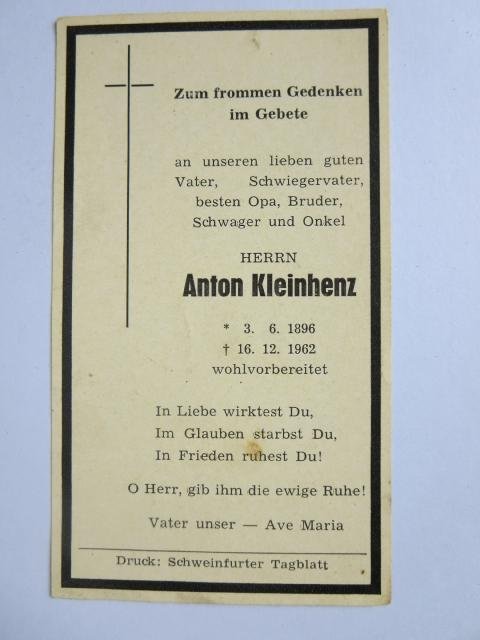 Zum frommen Gedenken
im Gebete
an unseren lieben guten
Vater, Schwiegervater,
besten Opa, Bruder,
Schwager und Onkel
HERRN
Anton Kleinhenz
* 3. 6. 1896
† 16. 12. 1962
wohlvorbereitet
In Liebe wirktest Du,
Im Glauben starbst Du,
In Frieden ruhest Du!
O Herr, gib ihm die ewige Ruhe!
Vater unser — Ave Maria
Druck: Schweinfurter Tagblatt